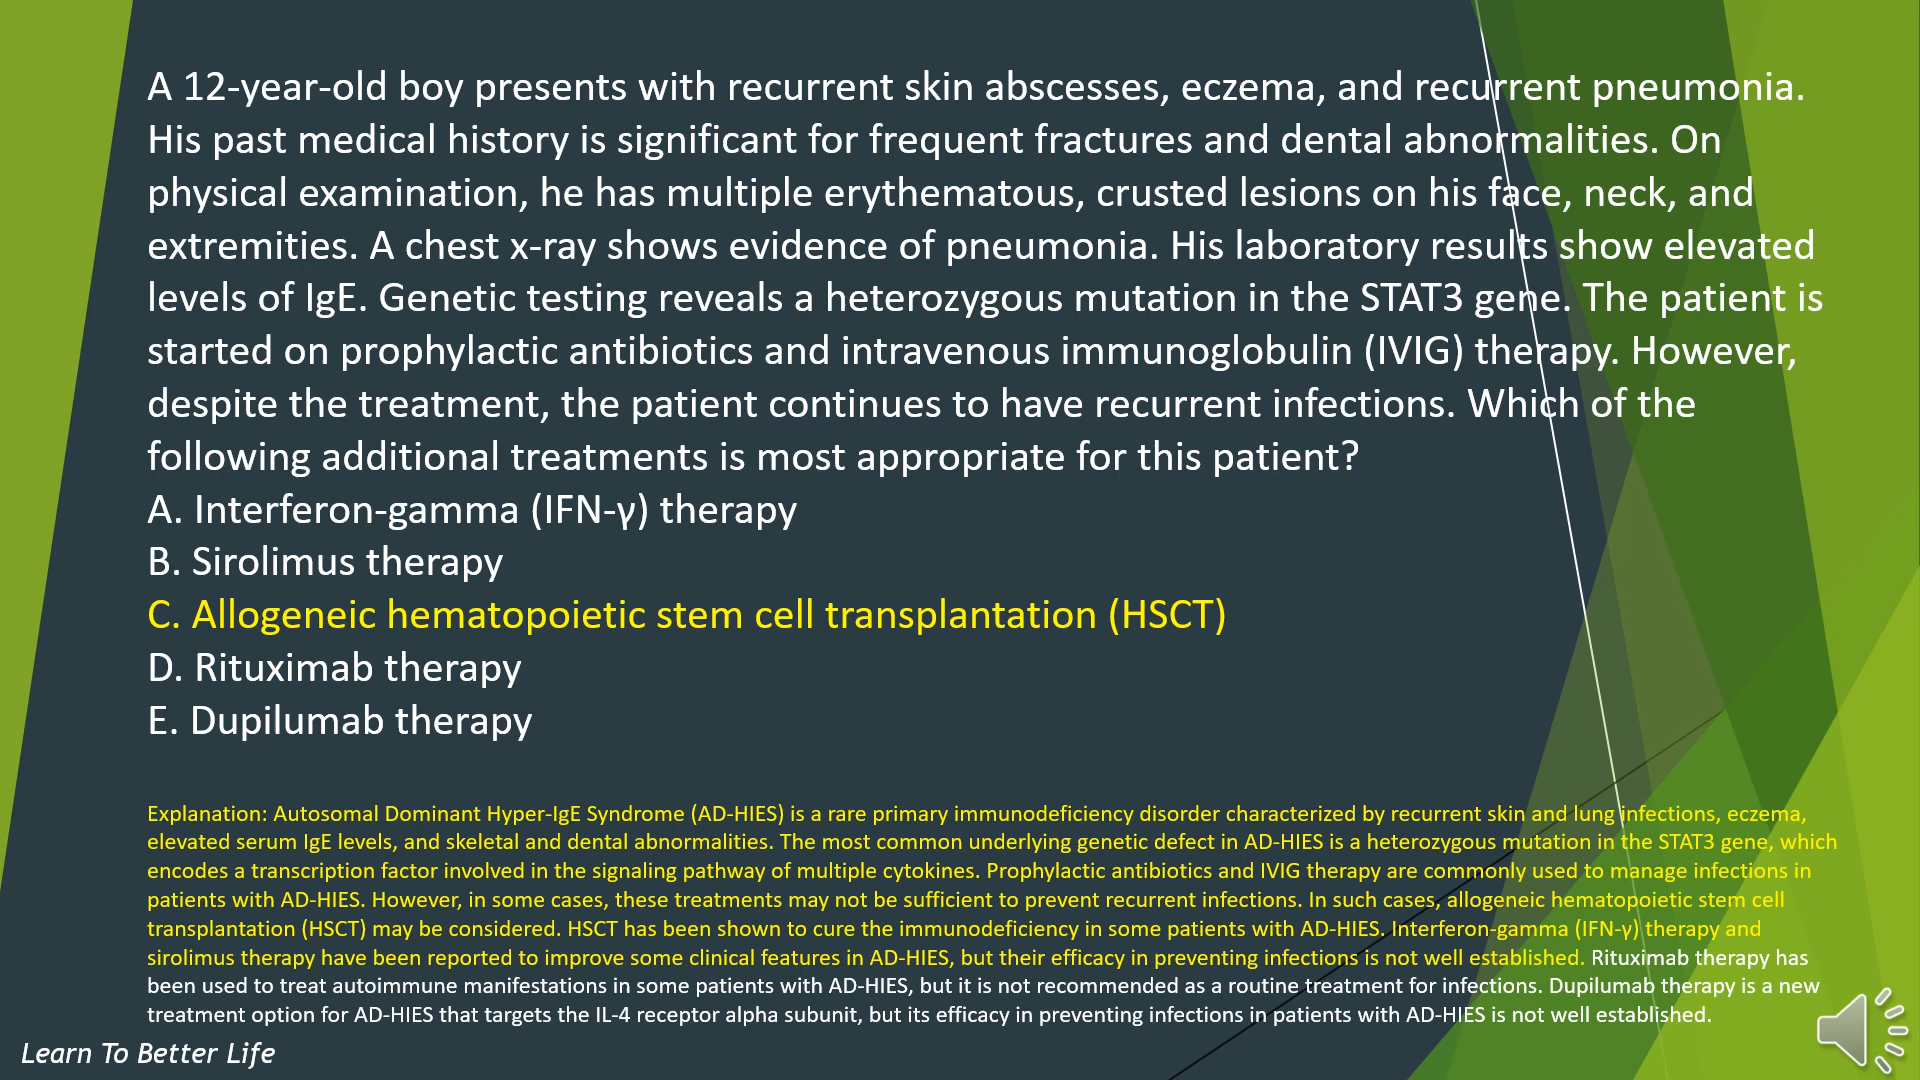 A 12-year-old boy presents with recurrent skin abscesses, eczema, and recurrent pneumonia.
His past medical history is significant for frequent fractures and dental abnormalities. On
physical examination, he has multiple erythematous, crusted lesions on his face, neck, and
extremities. A chest x-ray shows evidence of pneumonia. His laboratory results show elevated
levels of IgE. Genetic testing reveals a heterozygous mutation in the STAT3 gene. The patient is
started on prophylactic antibiotics and intravenous immunoglobulin (IVIG) therapy. However,
despite the treatment, the patient continues to have recurrent infections. Which of the
following additional treatments is most appropriate for this patient?
A. Interferon-gamma (IFN-γ) therapy
B. Sirolimus therapy
C. Allogeneic hematopoietic stem cell transplantation (HSCT)
D. Rituximab therapy
E. Dupilumab therapy
Explanation: Autosomal Dominant Hyper-IgE Syndrome (AD-HIES) is a rare primary immunodeficiency disorder characterized by recurrent skin and lung infections, eczema,
elevated serum IgE levels, and skeletal and dental abnormalities. The most common underlying genetic defect in AD-HIES is a heterozygous mutation in the STAT3 gene, which
encodes a transcription factor involved in the signaling pathway of multiple cytokines. Prophylactic antibiotics and IVIG therapy are commonly used to manage infections in
patients with AD-HIES. However, in some cases, these treatments may not be sufficient to prevent recurrent infections. In such cases, allogeneic hematopoietic stem cell
transplantation (HSCT) may be considered. HSCT has been shown to cure the immunodeficiency in some patients with AD-HIES. Interferon-gamma (IFN-γ) therapy and
sirolimus therapy have been reported to improve some clinical features in AD-HIES, but their efficacy in preventing infections is not well established. Rituximab therapy has
been used to treat autoimmune manifestations in some patients with AD-HIES, but it is not recommended as a routine treatment for infections. Dupilumab therapy is a new
treatment option for AD-HIES that targets the IL-4 receptor alpha subunit, but its efficacy in preventing infections in patients with AD-HIES is not well established.
Learn To Better Life